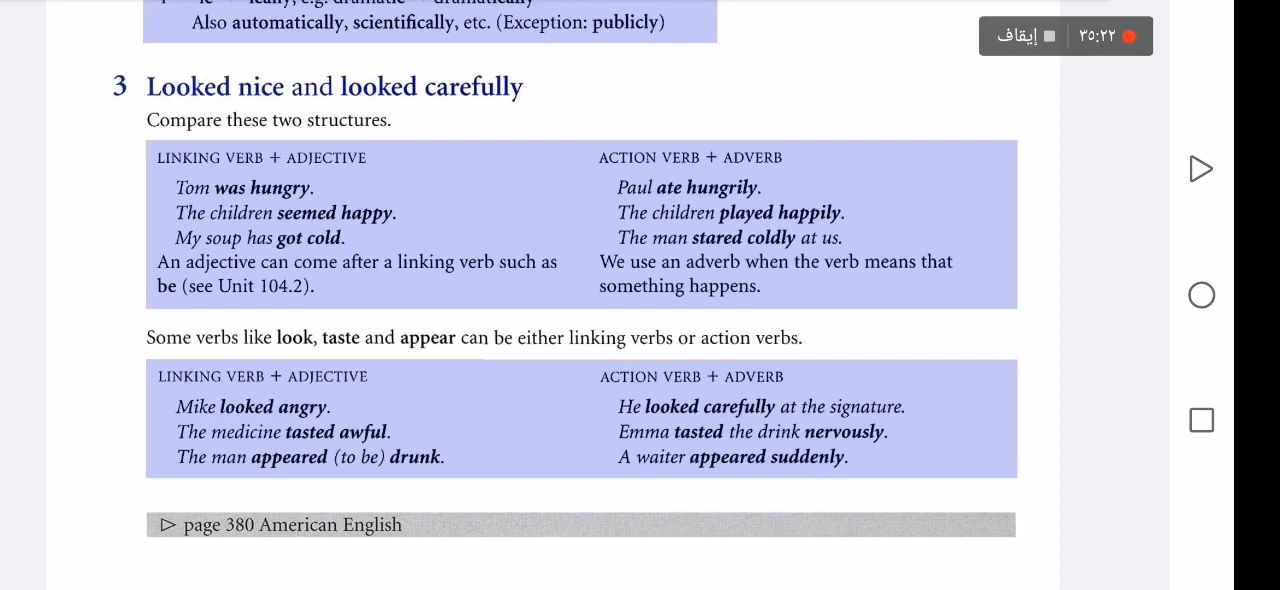 Also automatically, scientifically, etc. (Exception: publicly)
إيقاف ٣٥:٢٢
3 Looked nice and looked carefully
Compare these two structures.
LINKING VERB + ADJECTIVE
Tom was hungry.
The children seemed happy.
My soup has got cold.
An adjective can come after a linking verb such as
be (see Unit 104.2).
ACTION VERB + ADVERB
Paul ate hungrily.
The children played happily.
The man stared coldly at us.
We use an adverb when the verb means that
something happens.
Some verbs like look, taste and appear can be either linking verbs or action verbs.
LINKING VERB + ADJECTIVE
Mike looked angry.
The medicine tasted awful.
The man appeared (to be) drunk.
ACTION VERB + ADVERB
He looked carefully at the signature.
Emma tasted the drink nervously.
A waiter appeared suddenly.
▷ page 380 American English